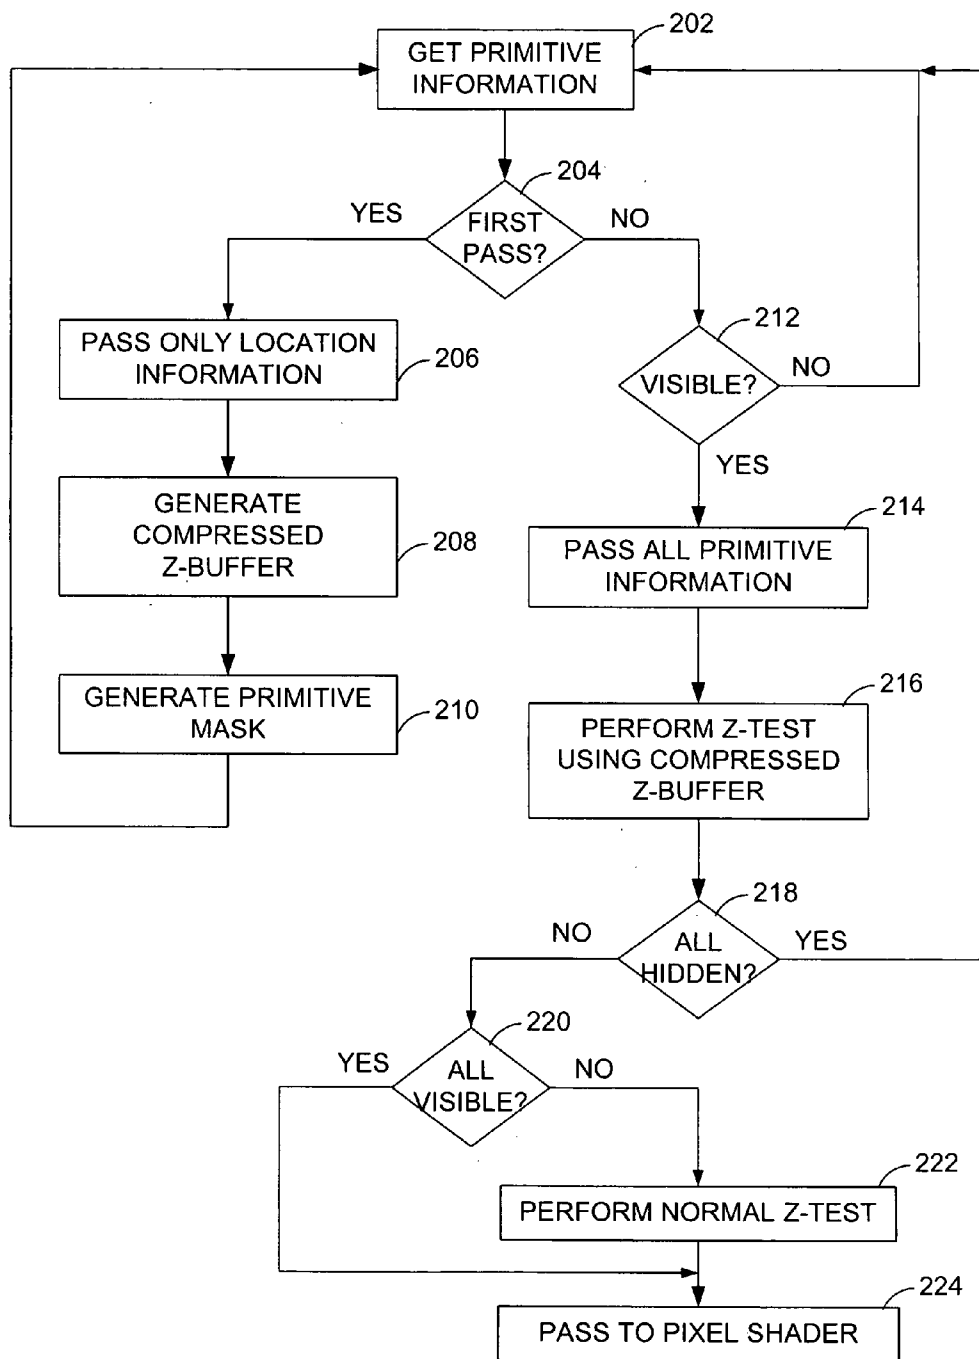 202
GET PRIMITIVE
INFORMATION
204
YES
FIRST
PASS?
NO
212
PASS ONLY LOCATION
INFORMATION
206
VISIBLE?
NO
YES
GENERATE
COMPRESSED
Z-BUFFER
208
214
PASS ALL PRIMITIVE
INFORMATION
GENERATE PRIMITIVE
MASK
210
216
PERFORM Z-TEST
USING COMPRESSED
Z-BUFFER
218
NO
ALL
HIDDEN?
YES
220
YES
ALL
VISIBLE?
NO
222
PERFORM NORMAL Z-TEST
224
PASS TO PIXEL SHADER